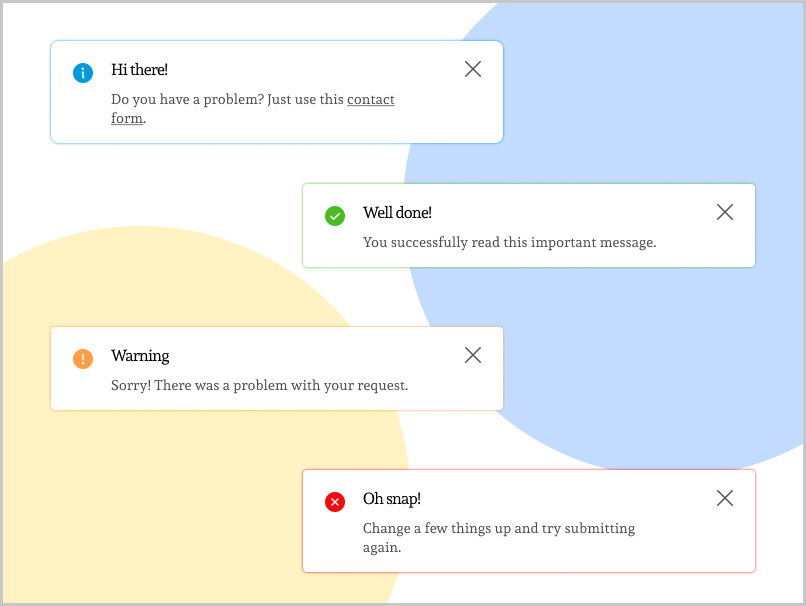 Hi there!
Do you have a problem? Just use this contact
form.
Well done!
You successfully read this important message.
Warning
Sorry! There was a problem with your request.
Oh snap!
Change a few things up and try submitting
again.